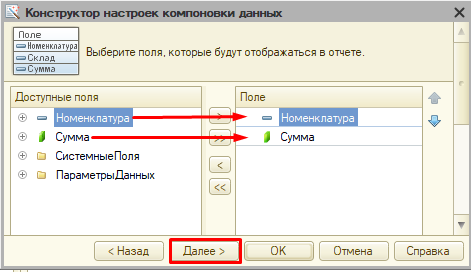 Конструктор настроек компоновки данных
Поле
Номенклатура
Склад
Сумма
Выберите поля, которые будут отображаться в отчете.
Доступные поля
Номенклатура
Сумма
СистемныеПоля
ПараметрыДанных
>
>>
<
<<
Поле
Номенклатура
Сумма
< Назад
Далее >
OK
Отмена
Справка